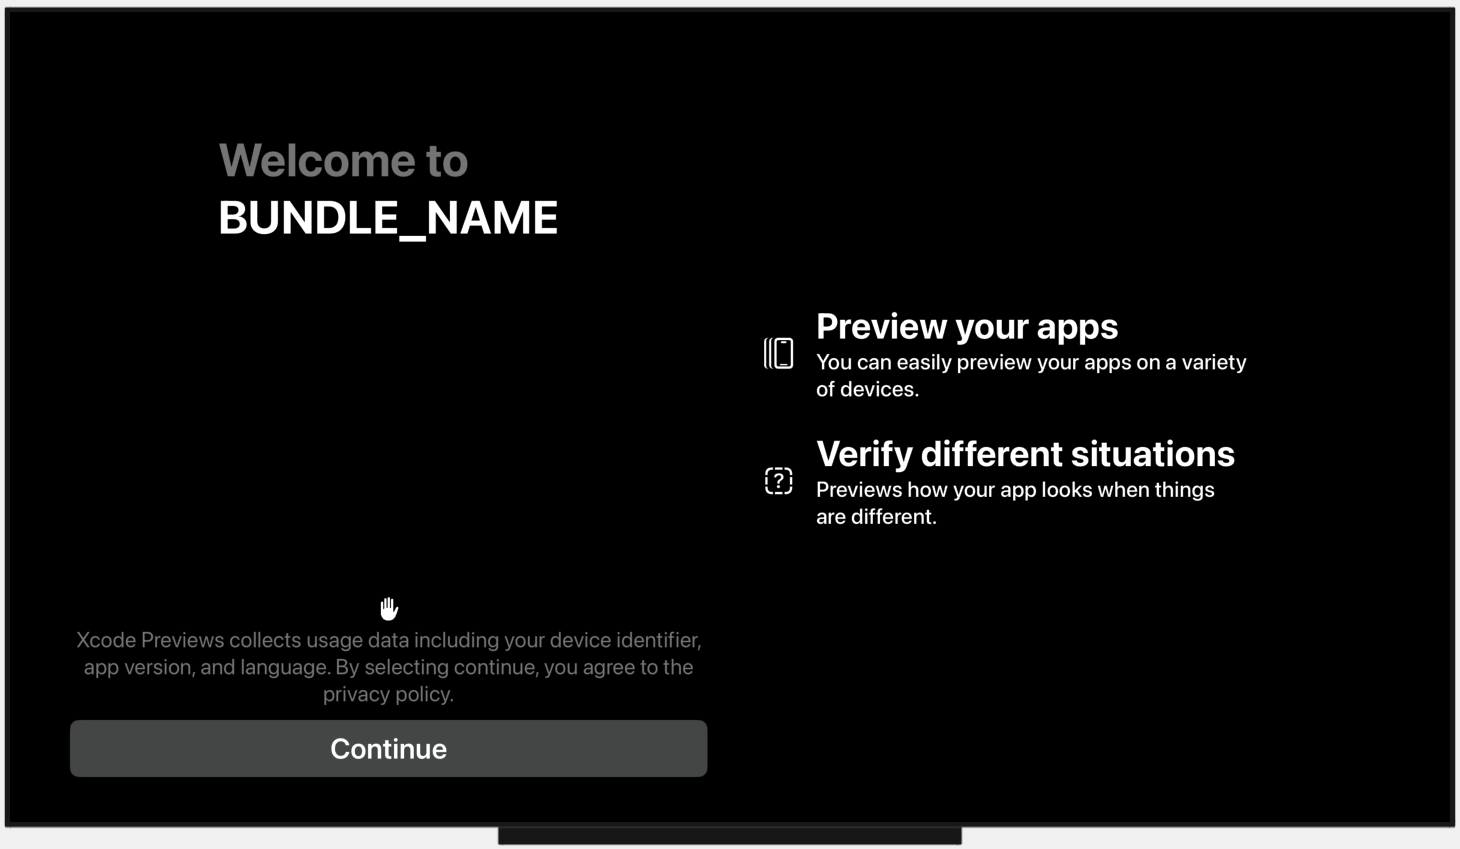 Welcome to
BUNDLE_NAME
Preview your apps
You can easily preview your apps on a variety
of devices.
Verify different situations
Previews how your app looks when things
are different.
Xcode Previews collects usage data including your device identifier,
app version, and language. By selecting continue, you agree to the
privacy policy.
Continue